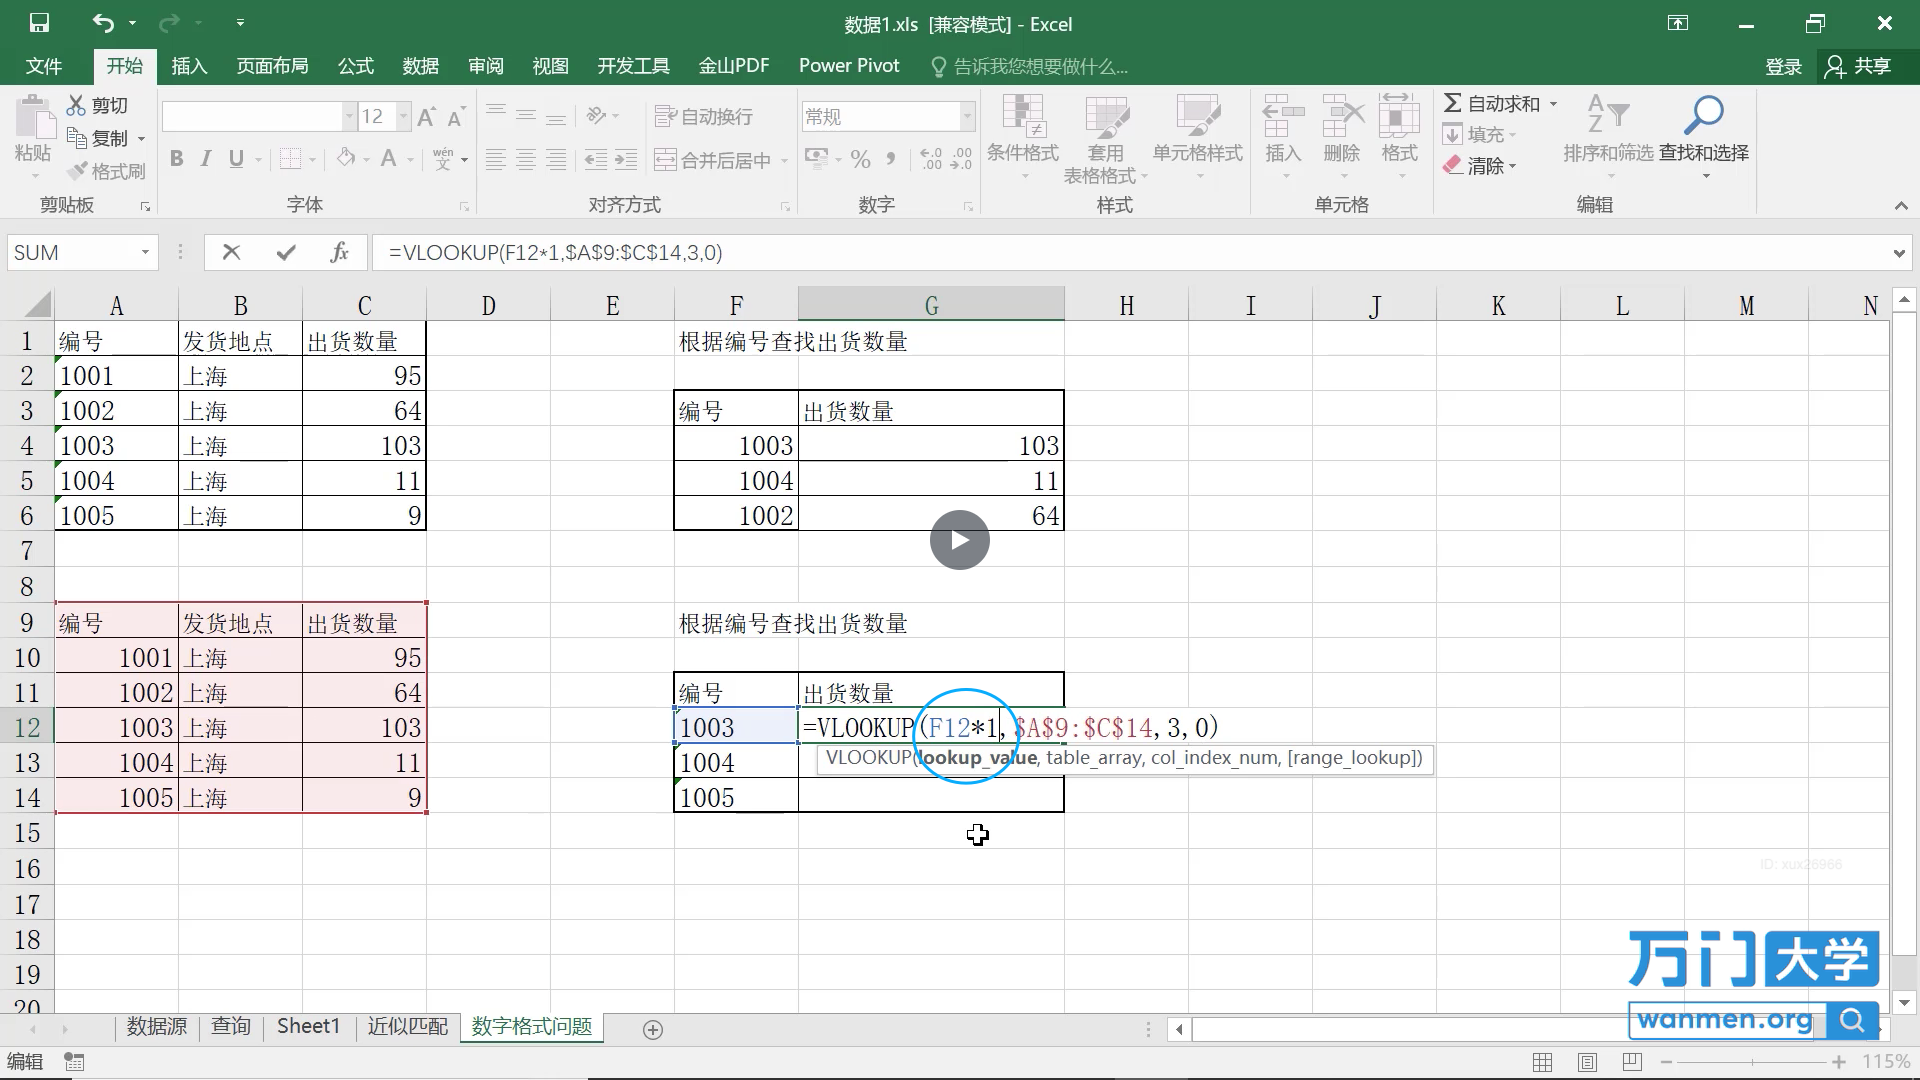 数据1.xls [兼容模式] - Excel
文件 开始 插入 页面布局 公式 数据 审阅 视图 开发工具 金山PDF Power Pivot 告诉我您想要做什么... 登录 共享
粘贴 剪切 复制 格式刷 剪贴板
12 A A B I U A wén 文 字体
自动换行 合并后居中 对齐方式
常规 % , .0 .00 .00 .0 数字
条件格式 套用 表格格式 单元格样式 样式
插入 删除 格式 单元格
Σ 自动求和 填充 清除 A Z 排序和筛选 查找和选择 编辑
SUM fx =VLOOKUP(F12*1,$A$9:$C$14,3,0)
A B C D E F G H I J K L M N
1 编号 发货地点 出货数量 根据编号查找出货数量
2 1001 上海 95
3 1002 上海 64 编号 出货数量
4 1003 上海 103 1003 103
5 1004 上海 11 1004 11
6 1005 上海 9 1002 64
7
8
9 编号 发货地点 出货数量 根据编号查找出货数量
10 1001 上海 95
11 1002 上海 64 编号 出货数量
12 1003 上海 103 1003 =VLOOKUP(F12*1,$A$9:$C$14,3,0)
VLOOKUP(lookup_value, table_array, col_index_num, [range_lookup])
13 1004 上海 11 1004
14 1005 上海 9 1005
15
16
ID: xux26966
17
18
19
20
万门大学
wanmen.org
数据源 查询 Sheet1 近似匹配 数字格式问题
编辑 115%